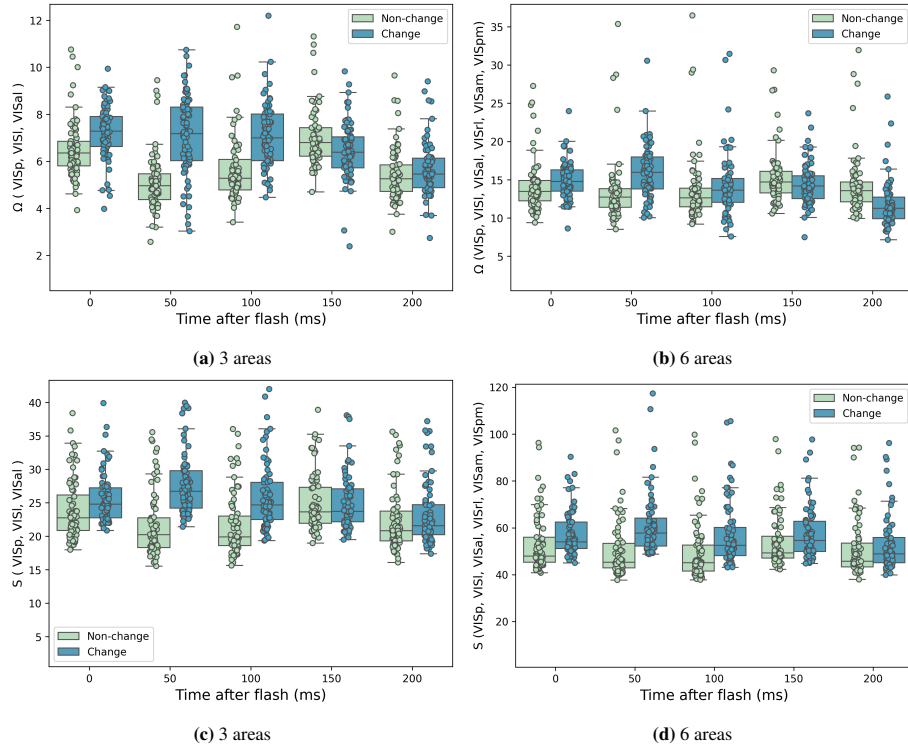 12
10
8
6
4
2
Ω ( VISp, VISl, VISal )
Non-change
Change
0 50 100 150 200
Time after flash (ms)
(a) 3 areas
35
30
25
20
15
10
5
Ω (VISp, VISl, VISal, VISrl, VISam, VISpm)
Non-change
Change
0 50 100 150 200
Time after flash (ms)
(b) 6 areas
40
35
30
25
20
15
10
5
S (VISp, VISl, VISal )
Non-change
Change
0 50 100 150 200
Time after flash (ms)
(c) 3 areas
120
100
80
60
40
20
S (VISp, VISl, VISal, VISrl, VISam, VISpm)
Non-change
Change
0 50 100 150 200
Time after flash (ms)
(d) 6 areas